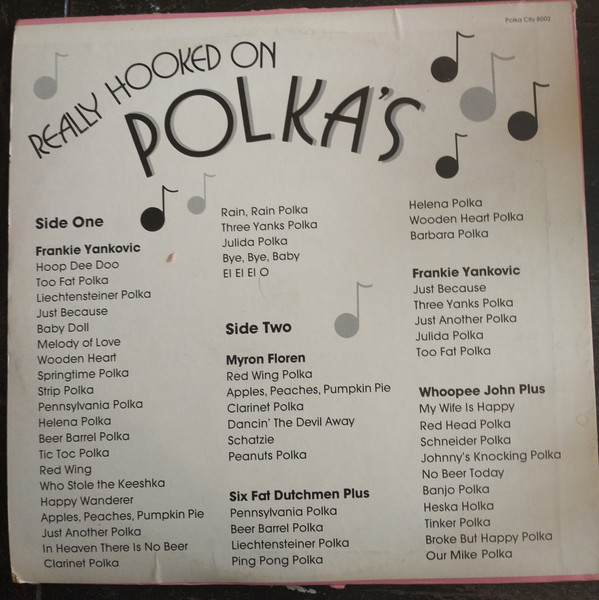 Polka City 8002
REALLY HOOKED ON
POLKA'S
Side One
Frankie Yankovic
Hoop Dee Doo
Too Fat Polka
Liechtensteiner Polka
Just Because
Baby Doll
Melody of Love
Wooden Heart
Springtime Polka
Strip Polka
Pennsylvania Polka
Helena Polka
Beer Barrel Polka
Tic Toc Polka
Red Wing
Who Stole the Keeshka
Happy Wanderer
Apples, Peaches, Pumpkin Pie
Just Another Polka
In Heaven There Is No Beer
Clarinet Polka
Rain, Rain Polka
Three Yanks Polka
Julida Polka
Bye, Bye, Baby
EI EI EI O
Side Two
Myron Floren
Red Wing Polka
Apples, Peaches, Pumpkin Pie
Clarinet Polka
Dancin' The Devil Away
Schatzie
Peanuts Polka
Six Fat Dutchmen Plus
Pennsylvania Polka
Beer Barrel Polka
Liechtensteiner Polka
Ping Pong Polka
Helena Polka
Wooden Heart Polka
Barbara Polka
Frankie Yankovic
Just Because
Three Yanks Polka
Just Another Polka
Julida Polka
Too Fat Polka
Whoopee John Plus
My Wife Is Happy
Red Head Polka
Schneider Polka
Johnny's Knocking Polka
No Beer Today
Banjo Polka
Heska Holka
Tinker Polka
Broke But Happy Polka
Our Mike Polka